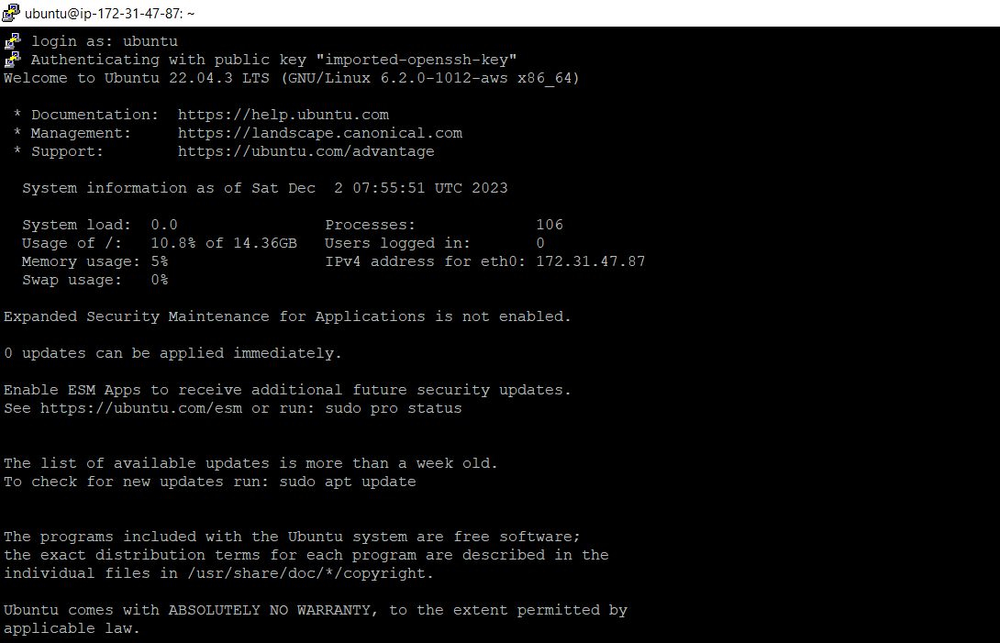 ubuntu@ip-172-31-47-87: ~
login as: ubuntu
Authenticating with public key "imported-openssh-key"
Welcome to Ubuntu 22.04.3 LTS (GNU/Linux 6.2.0-1012-aws x86_64)
* Documentation:  https://help.ubuntu.com
* Management:     https://landscape.canonical.com
* Support:        https://ubuntu.com/advantage
System information as of Sat Dec  2 07:55:51 UTC 2023
System load:  0.0                Processes:             106
Usage of /:   10.8% of 14.36GB   Users logged in:       0
Memory usage: 5%                 IPv4 address for eth0: 172.31.47.87
Swap usage:   0%
Expanded Security Maintenance for Applications is not enabled.
0 updates can be applied immediately.
Enable ESM Apps to receive additional future security updates.
See https://ubuntu.com/esm or run: sudo pro status
The list of available updates is more than a week old.
To check for new updates run: sudo apt update
The programs included with the Ubuntu system are free software;
the exact distribution terms for each program are described in the
individual files in /usr/share/doc/*/copyright.
Ubuntu comes with ABSOLUTELY NO WARRANTY, to the extent permitted by
applicable law.